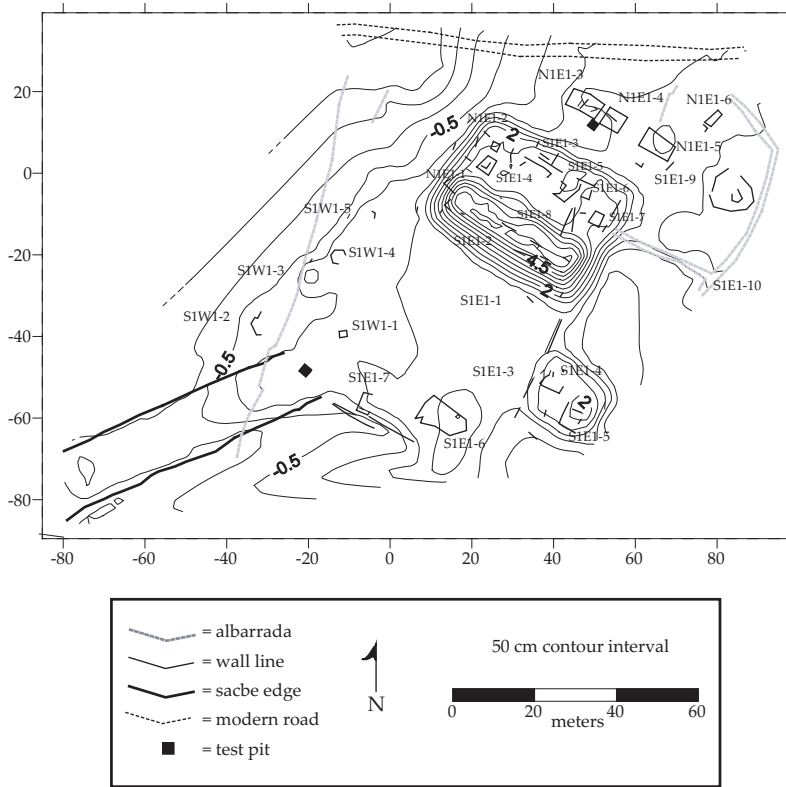 N1E1-3
20
N1E1-4
N1E1-6
-0.5
N1E1-2
2
S1E1-3
N1E1-5
0
N1E1-1
S1E1-4
S1E1-5
S1E1-6
S1E1-9
S1W1-5
S1E1-8
S1E1-7
-20
S1W1-4
S1E1-2
4.5
S1W1-3
2
S1E1-10
S1E1-1
S1W1-2
S1W1-1
-40
-0.5
S1E1-7
S1E1-3
S1E1-4
2
-60
S1E1-6
S1E1-5
-0.5
-80
-80 -60 -40 -20 0 20 40 60 80
= albarrada
= wall line
= sacbe edge
= modern road
= test pit
N
50 cm contour interval
0 20 40 60
meters